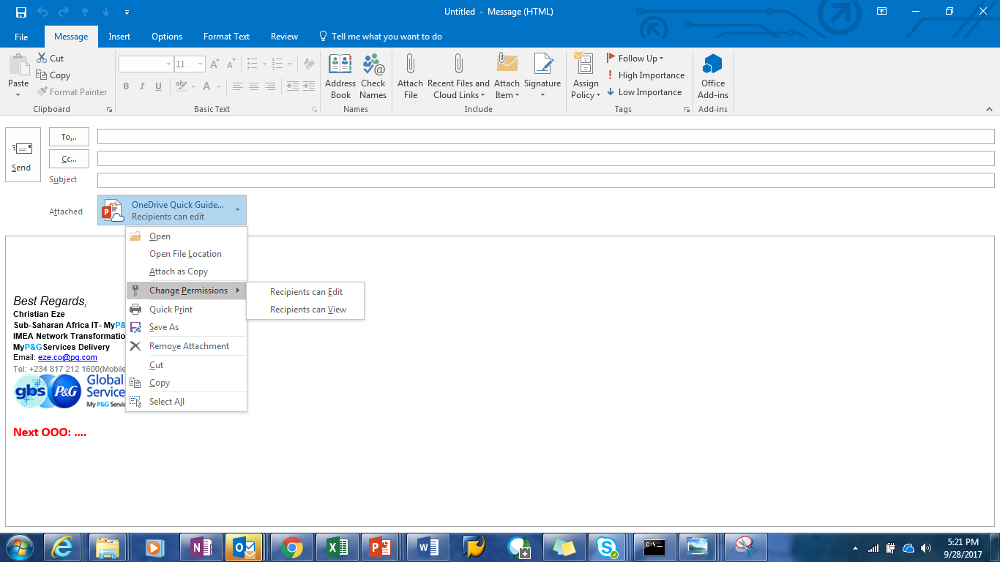 Untitled - Message (HTML)
File Message Insert Options Format Text Review Tell me what you want to do
Paste
Cut
Copy
Format Painter
Clipboard
11
B I U ab A
Basic Text
Address Book
Check Names
Names
Attach File
Recent Files and Cloud Links
Attach Item
Signature
Include
Assign Policy
Follow Up
High Importance
Low Importance
Tags
Office Add-ins
Add-ins
Send
To...
Cc...
Subject
Attached
OneDrive Quick Guide...
Recipients can edit
Open
Open File Location
Attach as Copy
Change Permissions
Recipients can Edit
Recipients can View
Quick Print
Save As
Remove Attachment
Cut
Copy
Select All
Best Regards,
Christian Eze
Sub-Saharan Africa IT- MyP&
IMEA Network Transformatio
MyP&GServices Delivery
Email: eze.co@pg.com
Tel: +234 817 212 1600(Mobile
gbs P&G Global
Service
My P&G Servic
Next OOO: ....
5:21 PM
9/28/2017